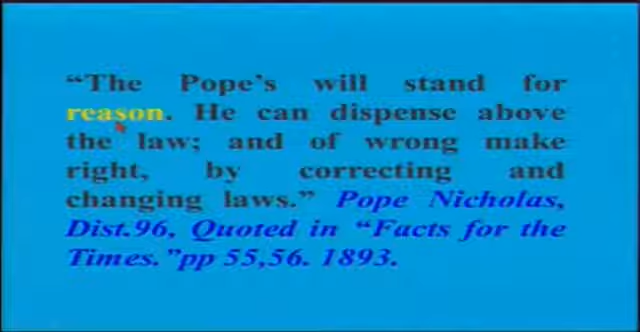 “The Pope’s will stand for
reason. He can dispense above
the law; and of wrong make
right, by correcting and
changing laws.” Pope Nicholas,
Dist.96, Quoted in “Facts for the
Times.”pp 55,56. 1893.